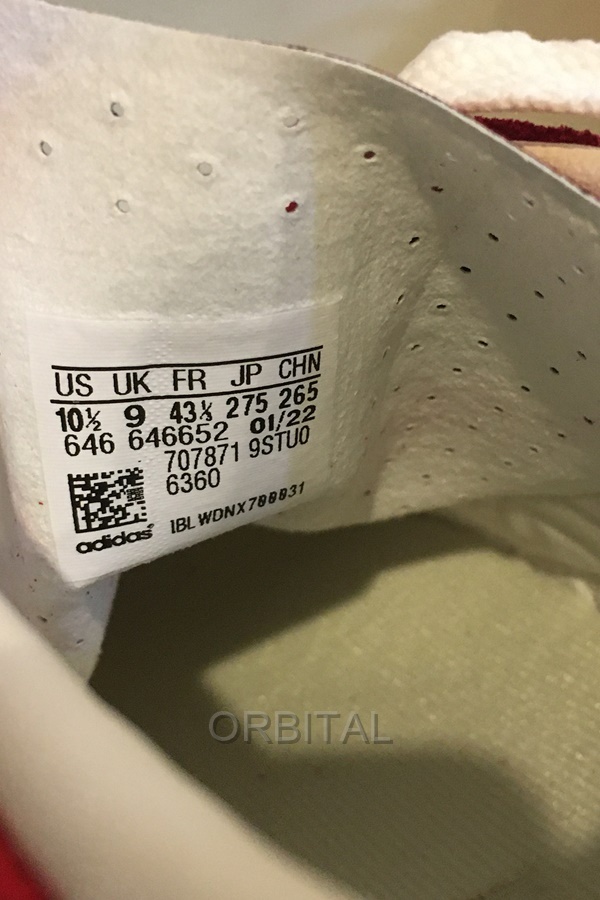 US UK FR JP CHN
10½ 9 43⅓ 275 265
646 646652 01/22
707871 9STU0
6360
adidas
1BLWDNX700031
ORBITAL